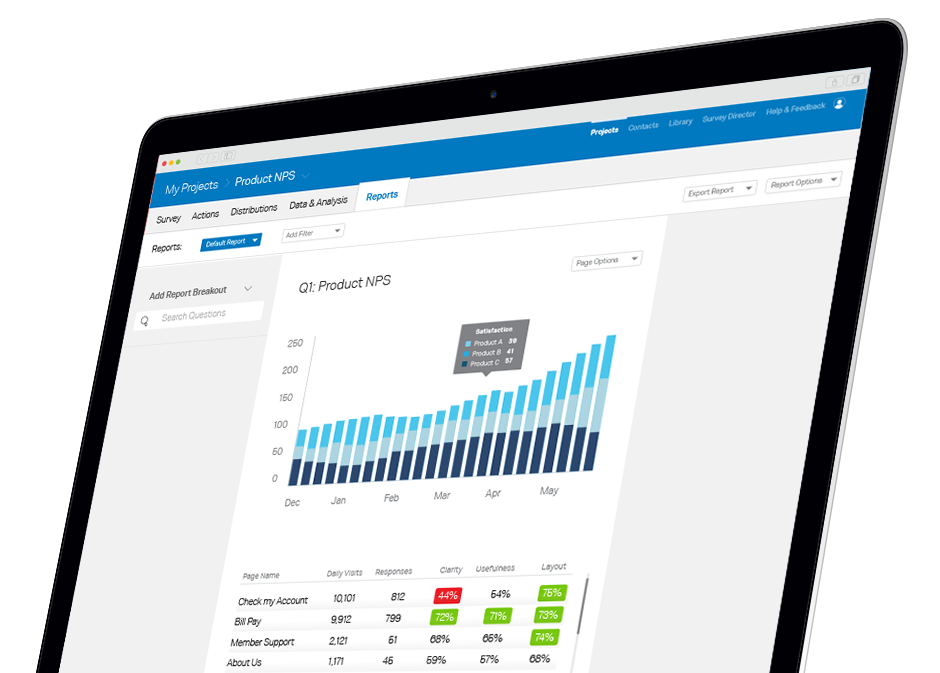 Projects Contacts Library Survey Director Help & Feedback
My Projects Product NPS
Survey Actions Distributions Data & Analysis Reports
Export Report Report Options
Reports: Default Report Add Filter
Page Options
Add Report Breakout
Search Questions
Q1: Product NPS
Satisfaction
Product A 39
Product B 41
Product C 57
250
200
150
100
50
0
Dec Jan Feb Mar Apr May
Page Name Daily Visits Responses Clarity Usefulness Layout
Check my Account 10,101 812 44% 54% 75%
Bill Pay 9,912 799 72% 71% 73%
Member Support 2,121 51 68% 65% 74%
About Us 1,171 45 59% 57% 68%